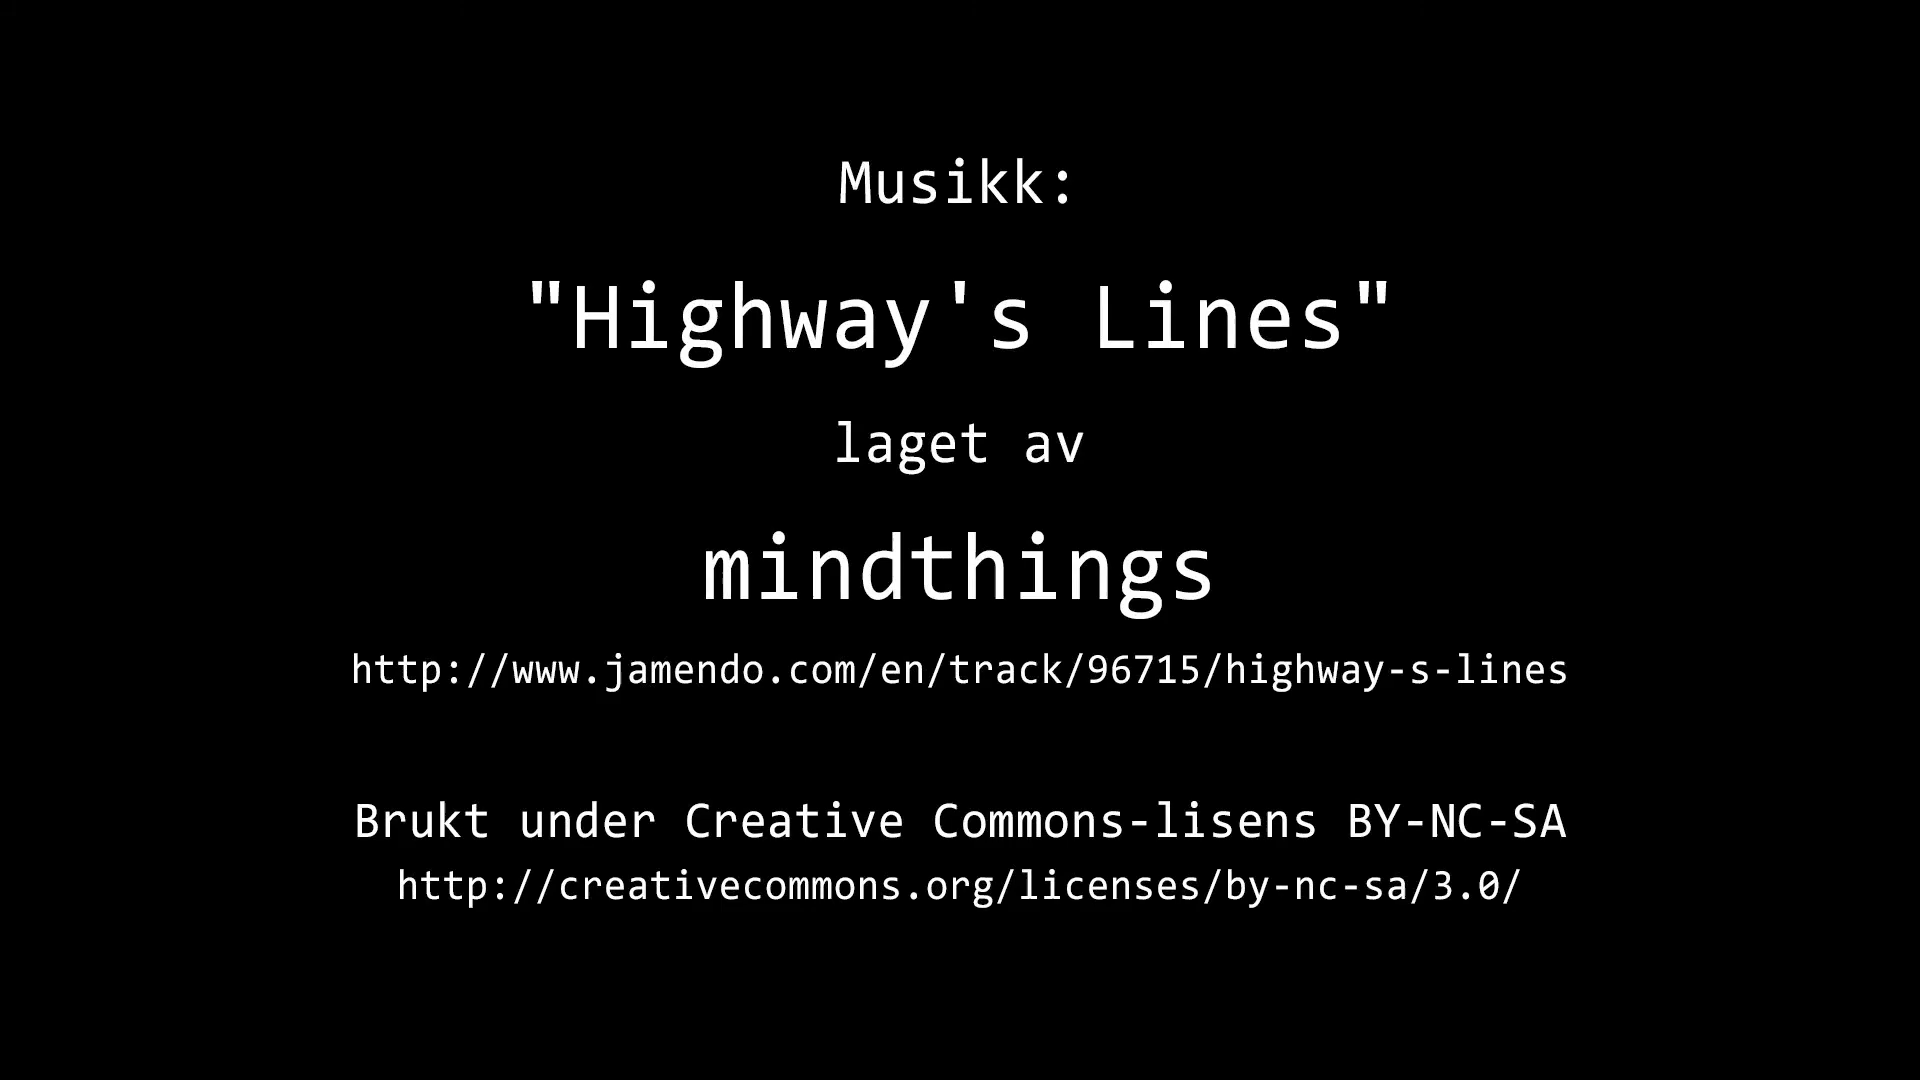 Musikk:
"Highway's Lines"
laget av
mindthings
http://www.jamendo.com/en/track/96715/highway-s-lines
Brukt under Creative Commons-lisens BY-NC-SA
http://creativecommons.org/licenses/by-nc-sa/3.0/